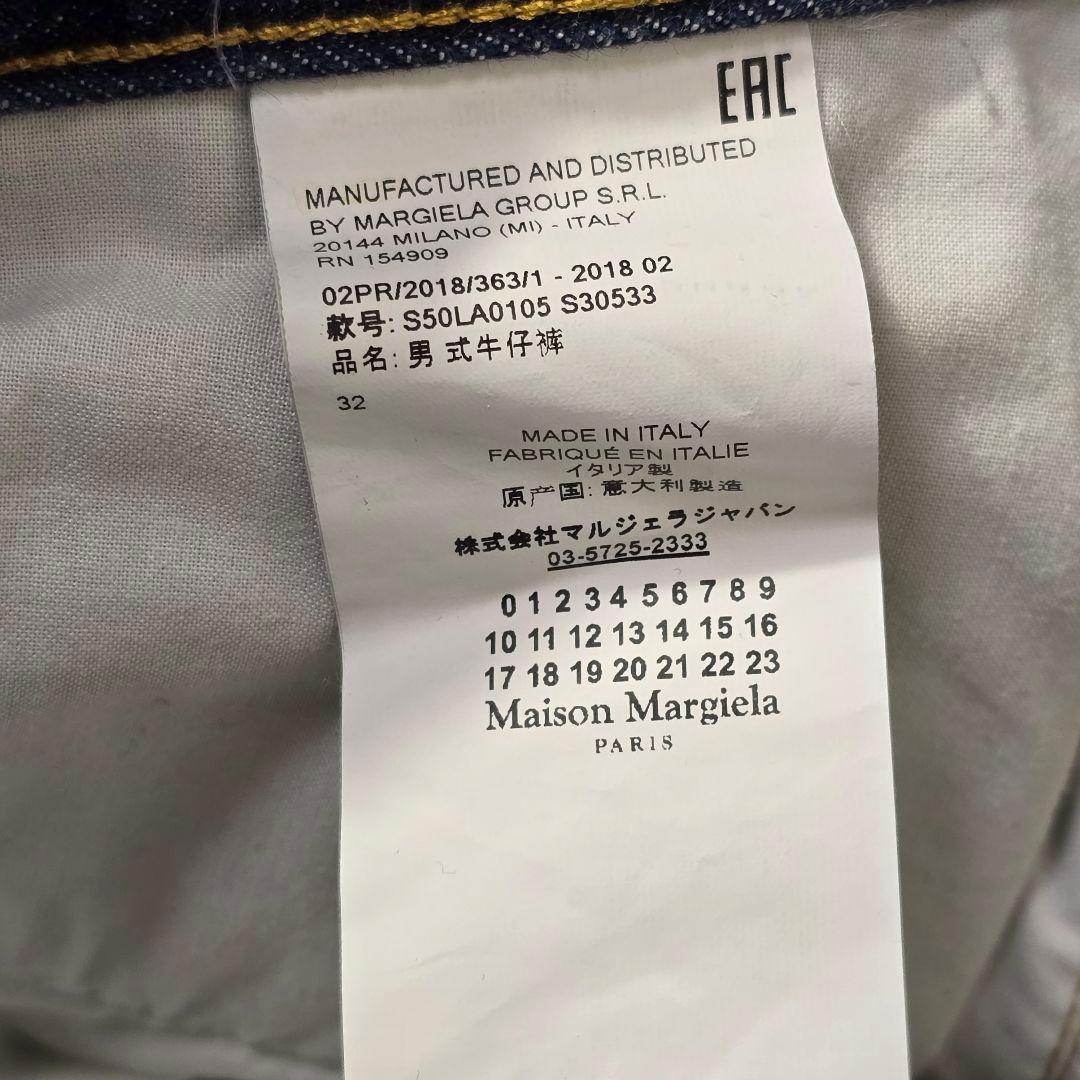 EAC
MANUFACTURED AND DISTRIBUTED
BY MARGIELA GROUP S.R.L.
20144 MILANO (MI) - ITALY
RN 154909
02PR/2018/363/1 - 2018 02
款号: S50LA0105 S30533
品名: 男 式牛仔裤
32
MADE IN ITALY
FABRIQUÉ EN ITALIE
イタリア製
原产国: 意大利製造
株式会社マルジェラジャパン
03-5725-2333
0 1 2 3 4 5 6 7 8 9
10 11 12 13 14 15 16
17 18 19 20 21 22 23
Maison Margiela
PARIS